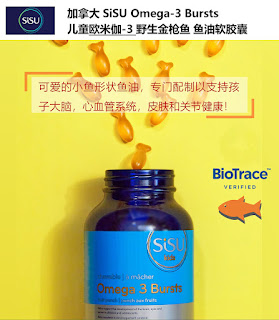 SiSU
加拿大 SiSU Omega-3 Bursts
儿童欧米伽-3 野生金枪鱼 鱼油软胶囊
可爱的小鱼形状鱼油，专门配制以支持孩
子大脑，心血管系统，皮肤和关节健康！
BioTrace™
VERIFIED
SiSU
Omega 3 Bursts